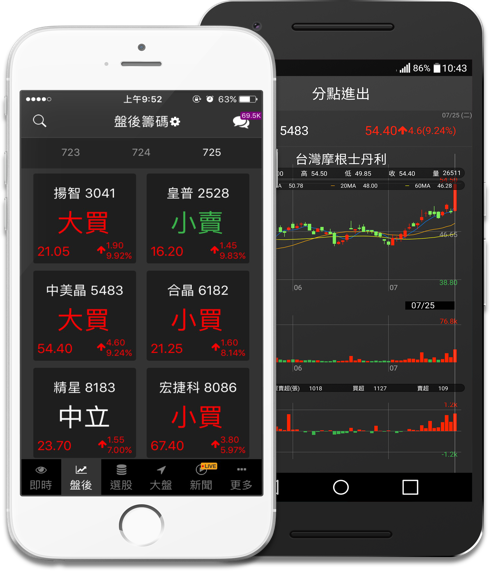 上午9:52
63%
盤後籌碼
69.5K
723 724 725
揚智 3041
大買
21.05 1.90
9.92%
皇普 2528
小賣
16.20 1.45
9.83%
中美晶 5483
大買
54.40 4.60
9.24%
合晶 6182
小買
21.25 1.60
8.14%
精星 8183
中立
23.70 1.55
7.00%
宏捷科 8086
小買
67.40 3.80
5.97%
即時 盤後 選股 大盤 新聞 更多
LIVE
86% 10:43
分點進出
07/25 (二)
5483 54.40 4.6(9.24%)
台灣摩根士丹利
00 高 54.50 低 49.85 收 54.40 量 26511
50.78 20MA 48.00 60MA 46.28
46.65
38.80
06 07
07/25
76.8k
06 07
買超(張) 1018 買超 1127 賣超 109
1.2k
-1.2k